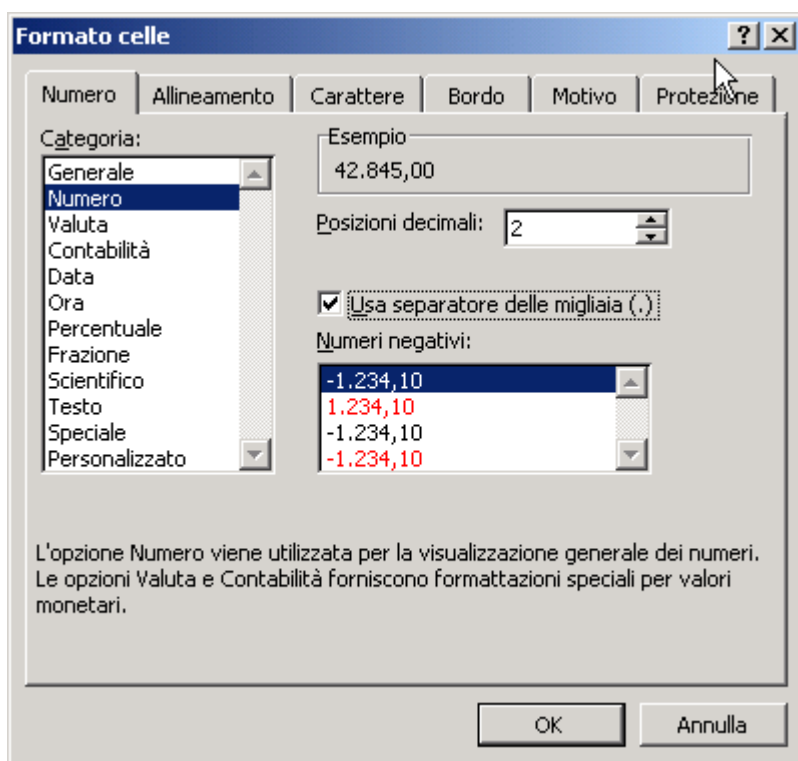 Formato celle
Numero Allineamento Carattere Bordo Motivo Protezione
Categoria:
Generale
Numero
Valuta
Contabilità
Data
Ora
Percentuale
Frazione
Scientifico
Testo
Speciale
Personalizzato
Esempio
42.845,00
Posizioni decimali: 2
Usa separatore delle migliaia (.)
Numeri negativi:
-1.234,10
1.234,10
-1.234,10
-1.234,10
L'opzione Numero viene utilizzata per la visualizzazione generale dei numeri.
Le opzioni Valuta e Contabilità forniscono formattazioni speciali per valori
monetari.
OK Annulla